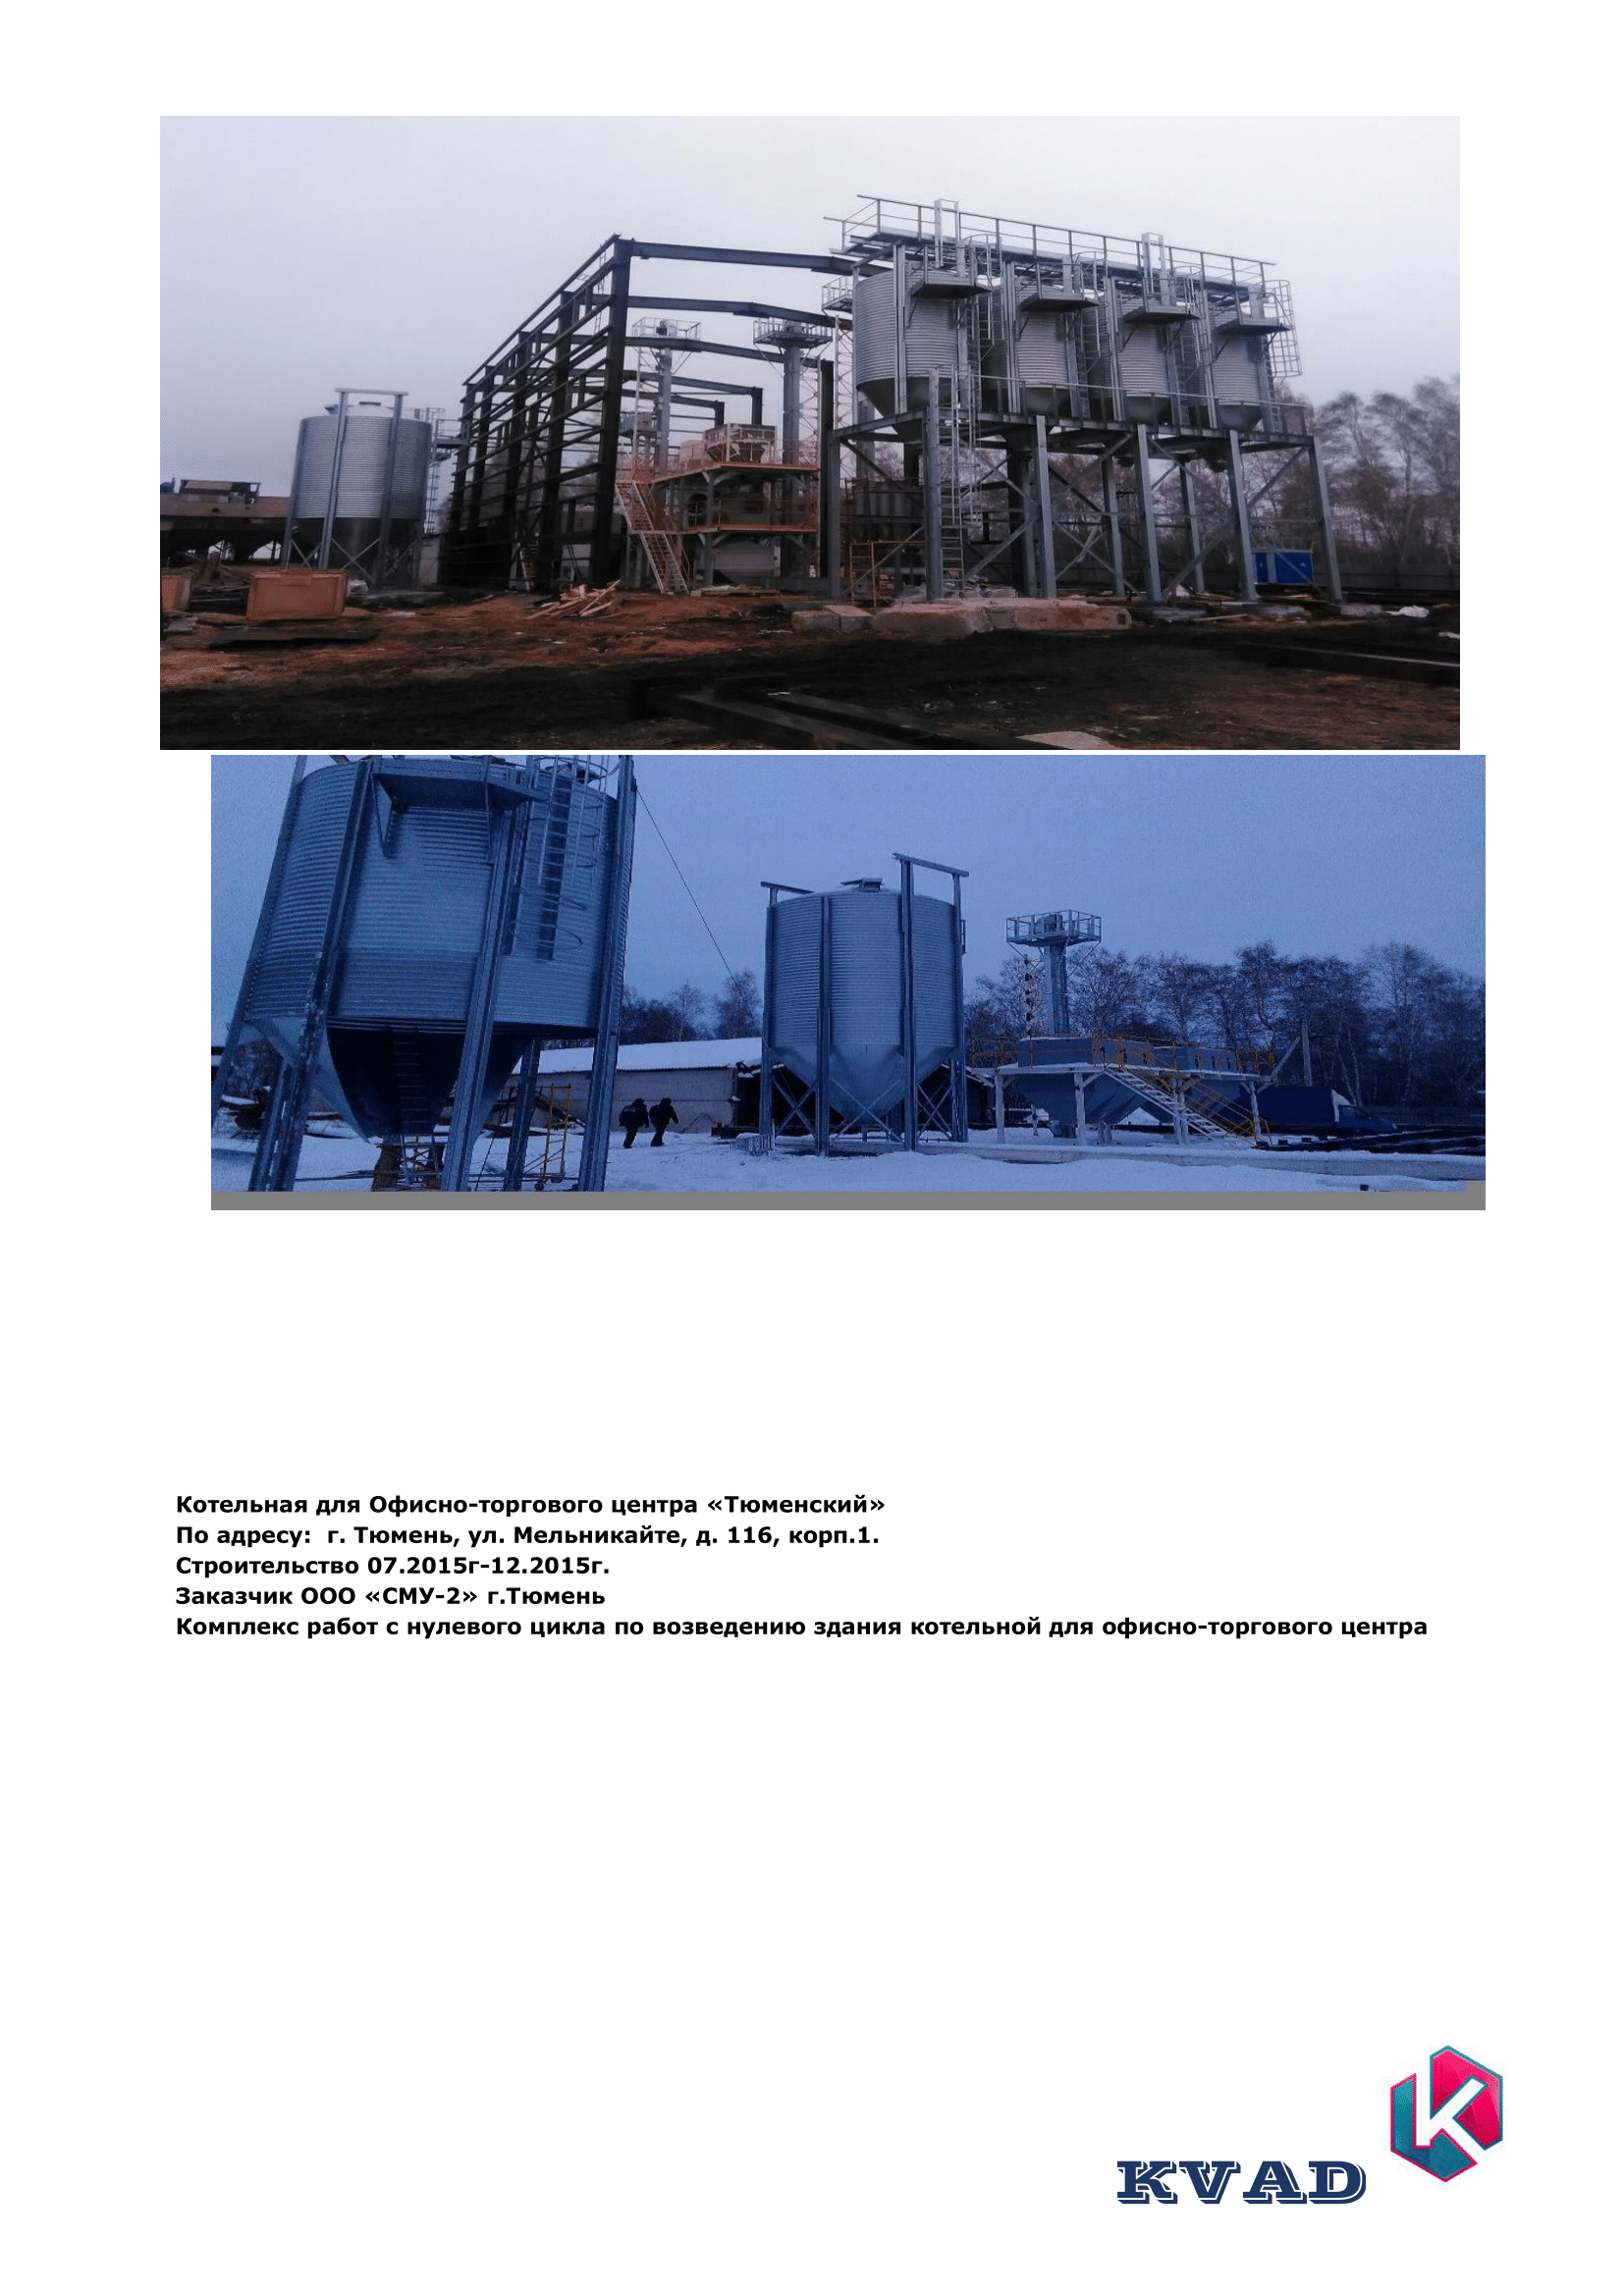 Котельная для Офисно-торгового центра «Тюменский»
По адресу:  г. Тюмень, ул. Мельникайте, д. 116, корп.1.
Строительство 07.2015г-12.2015г.
Заказчик ООО «СМУ-2» г.Тюмень
Комплекс работ с нулевого цикла по возведению здания котельной для офисно-торгового центра
K
KVAD